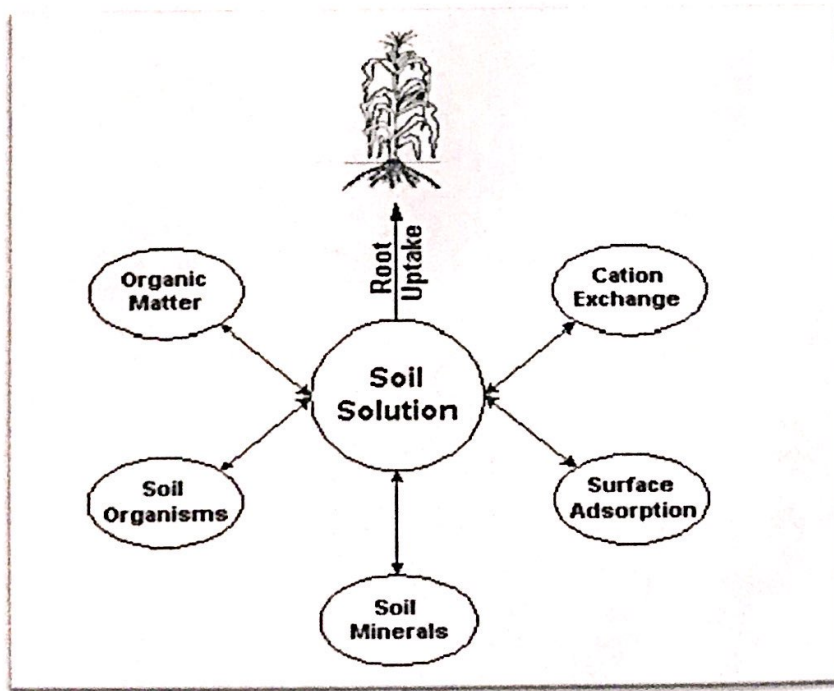 Root
Uptake
Organic
Matter
Cation
Exchange
Soil
Solution
Soil
Organisms
Surface
Adsorption
Soil
Minerals